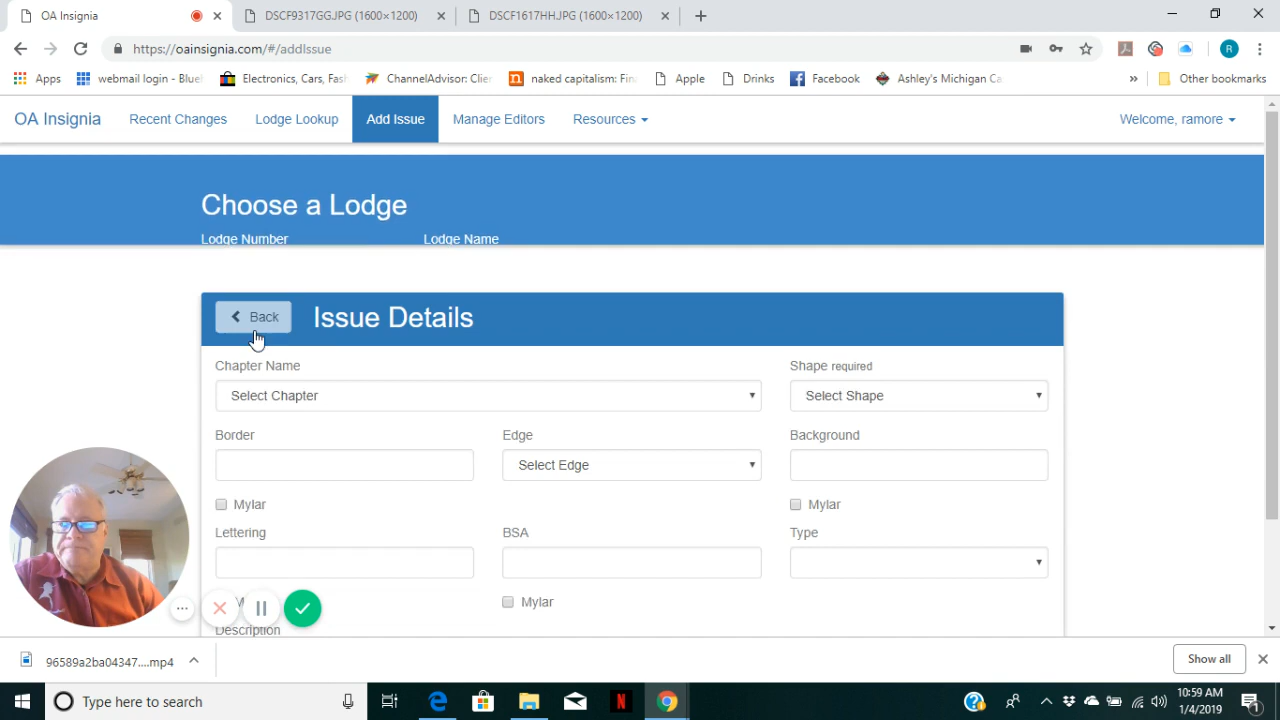 OA Insignia
DSCF9317GG.JPG (1600×1200)
DSCF1617HH.JPG (1600×1200)
https://oainsignia.com/#/addIssue
R
Apps
webmail login - Blue
Electronics, Cars, Fash
ChannelAdvisor: Clien
naked capitalism: Fin
Apple
Drinks
Facebook
Ashley's Michigan Ca
»
Other bookmarks
OA Insignia
Recent Changes
Lodge Lookup
Add Issue
Manage Editors
Resources
Welcome, ramore
Choose a Lodge
Lodge Number
Lodge Name
Back
Issue Details
Chapter Name
Shape required
Select Chapter
Select Shape
Border
Edge
Background
Select Edge
Mylar
Mylar
Lettering
BSA
Type
Mylar
Description
96589a2ba04347....mp4
Show all
Type here to search
10:59 AM
1/4/2019
1